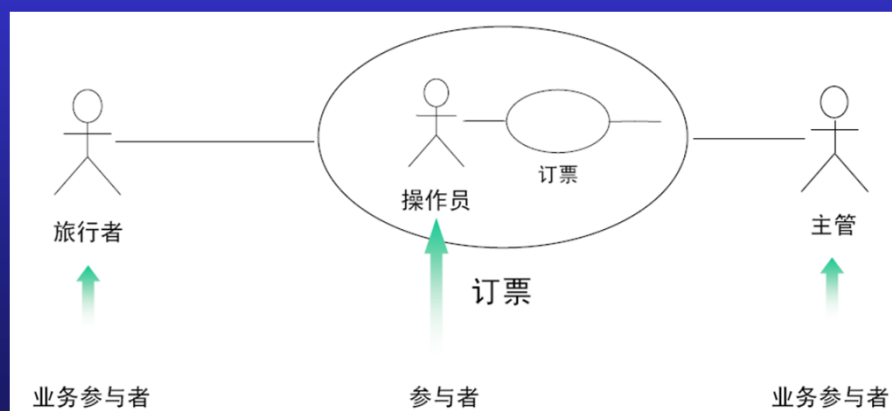 订票
操作员
旅行者
主管
订票
业务参与者
参与者
业务参与者